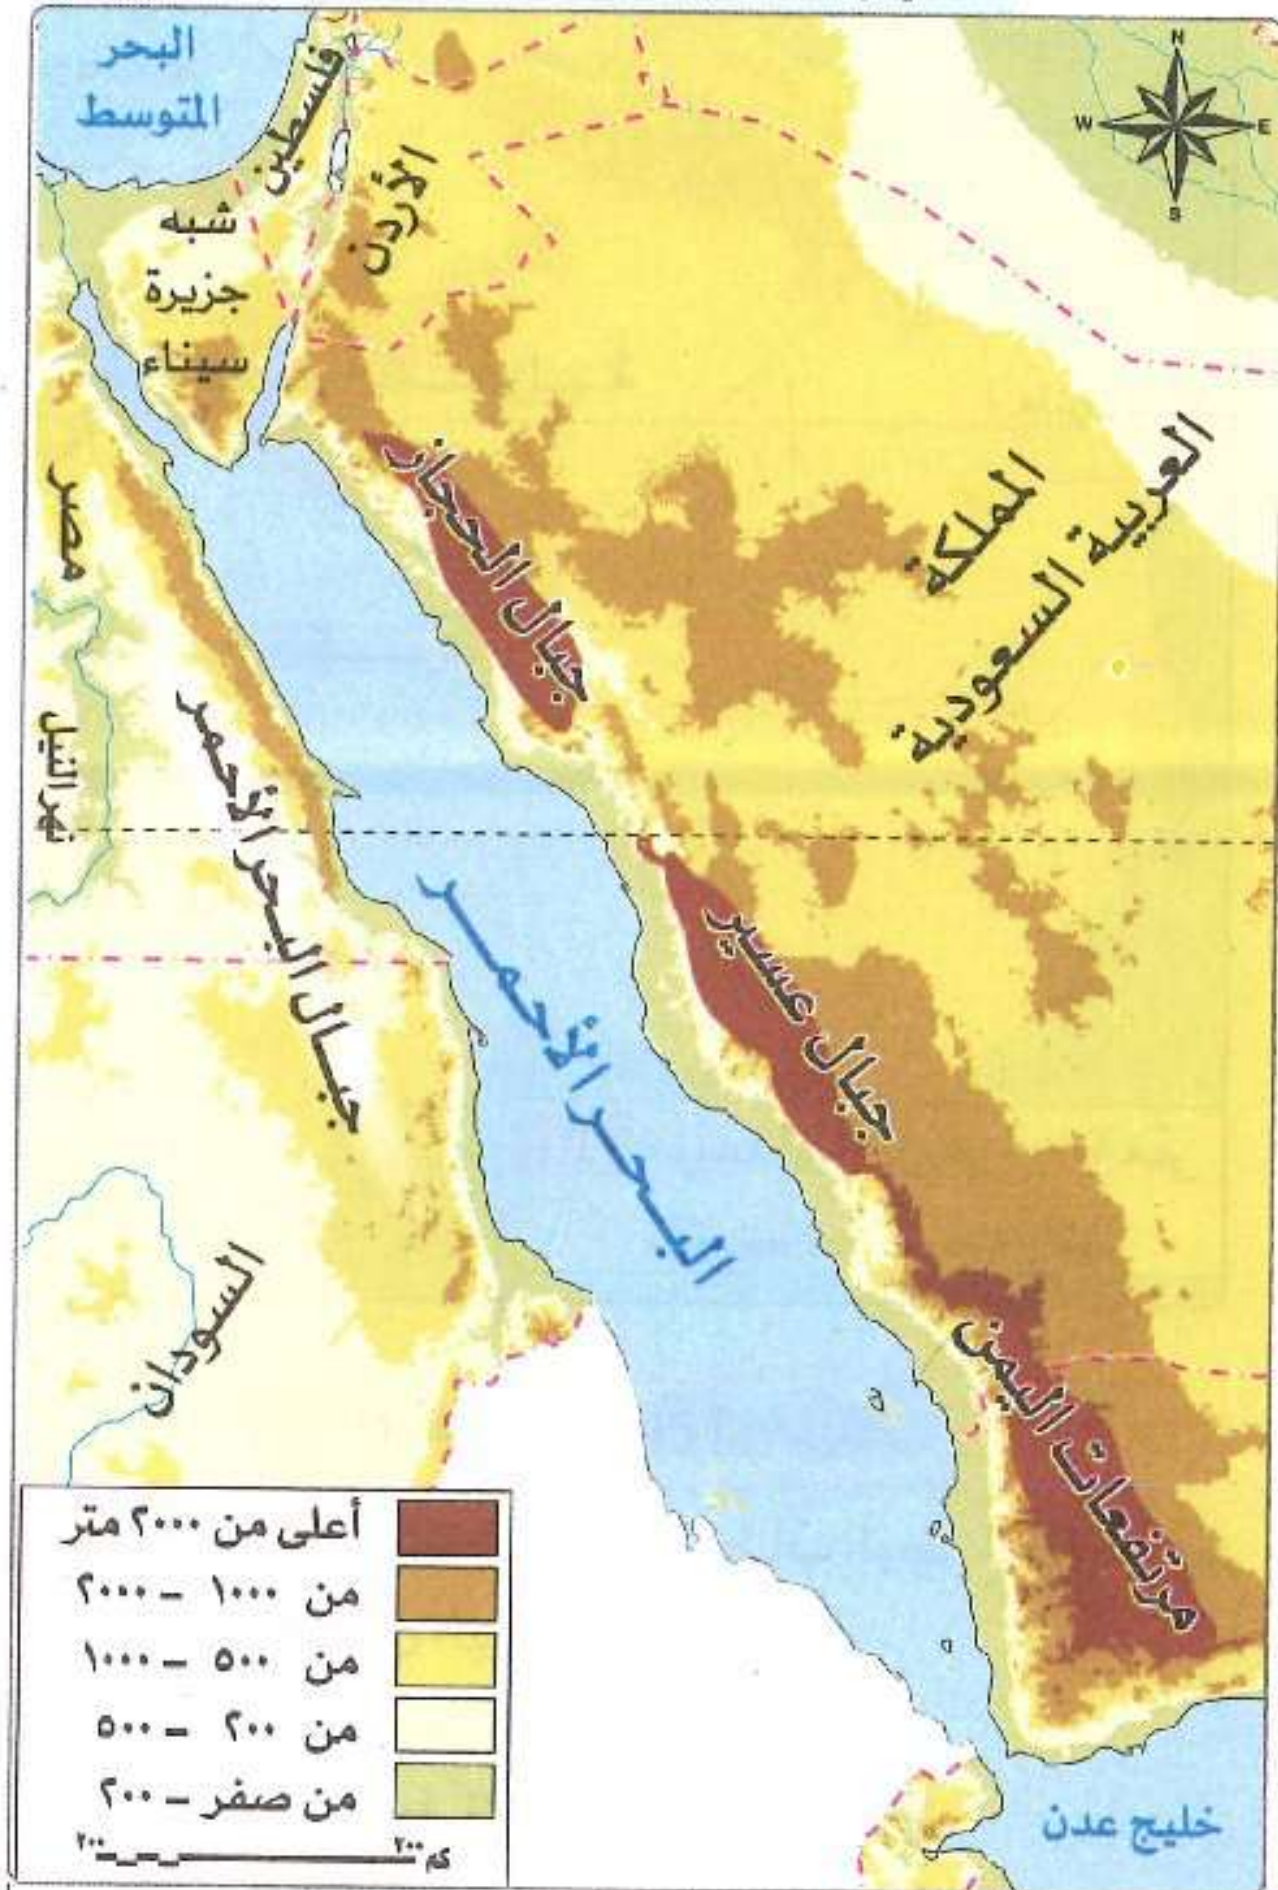 البحر
المتوسط
فلسطين
الأردن
شبه
جزيرة
سيناء
N
W
E
S
مصر
نهر النيل
جبال الحجاز
المملكة
العربية السعودية
جبال البحر الأحمر
البحر الأحمر
جبال عسير
السودان
مرتفعات اليمن
خليج عدن
أعلى من ٢٠٠٠ متر
من ١٠٠٠ – ٢٠٠٠
من ٥٠٠ – ١٠٠٠
من ٢٠٠ – ٥٠٠
من صفر – ٢٠٠
٢٠٠ ٢٠٠ كم